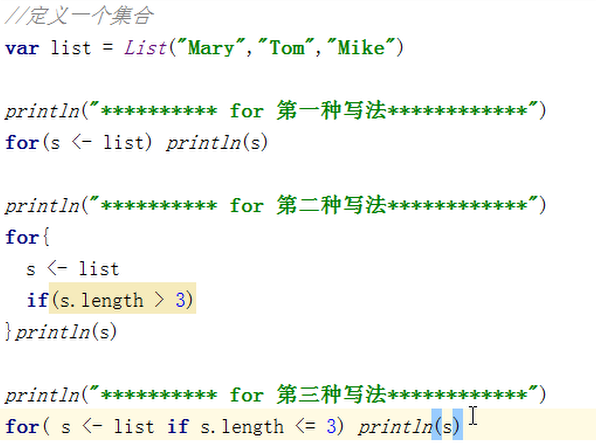 //定义一个集合
var list = List("Mary","Tom","Mike")
println("********** for 第一种写法************")
for(s <- list) println(s)
println("********** for 第二种写法************")
for{
s <- list
if(s.length > 3)
}println(s)
println("********** for 第三种写法************")
for( s <- list if s.length <= 3) println(s)